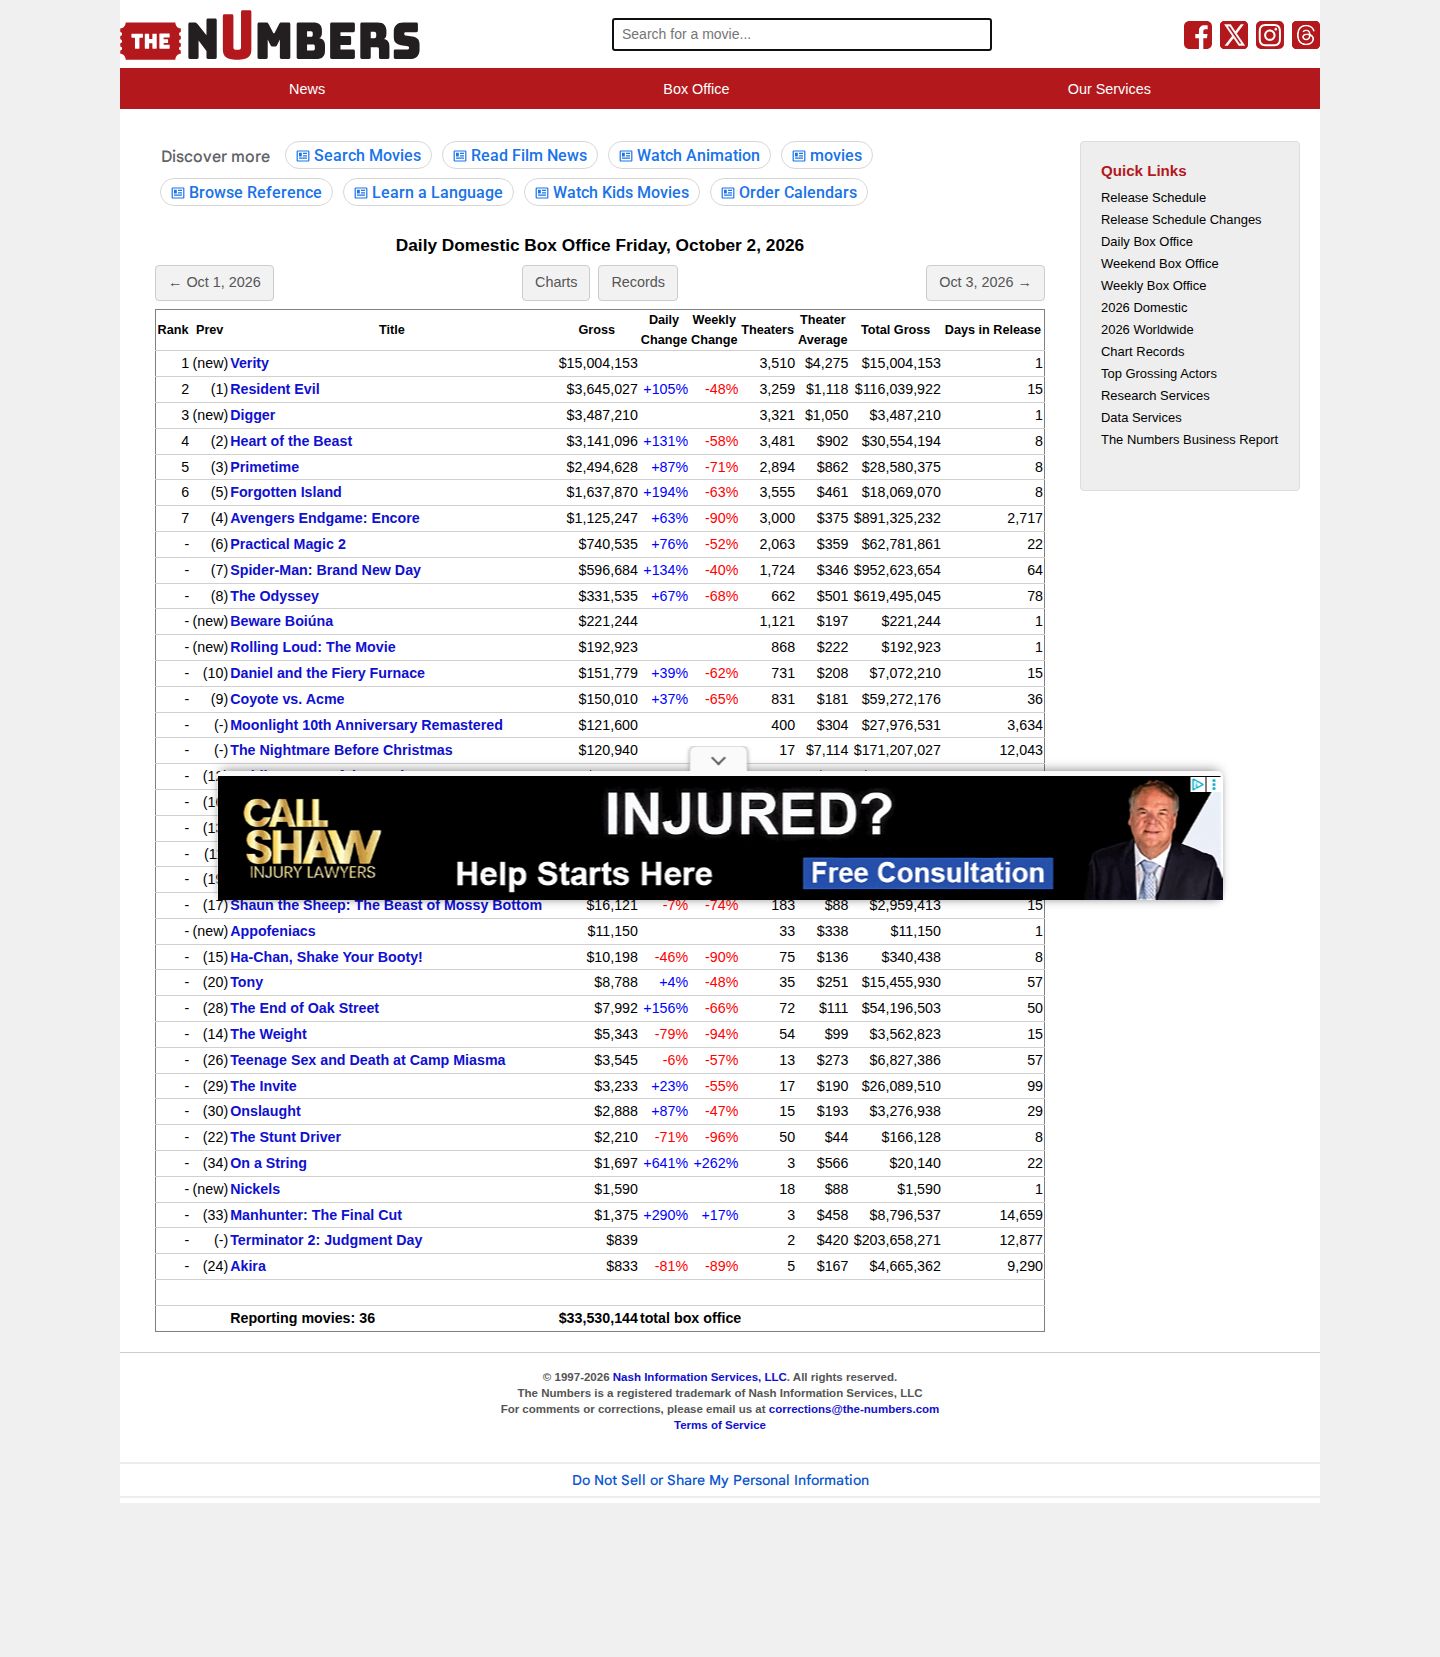 THE NUMBERS
Search for a movie...
News Box Office Our Services
Discover more Search Movies Read Film News Watch Animation movies
Browse Reference Learn a Language Watch Kids Movies Order Calendars
Quick Links
Release Schedule
Release Schedule Changes
Daily Box Office
Weekend Box Office
Weekly Box Office
2026 Domestic
2026 Worldwide
Chart Records
Top Grossing Actors
Research Services
Data Services
The Numbers Business Report
Daily Domestic Box Office Friday, October 2, 2026
← Oct 1, 2026 Charts Records Oct 3, 2026 →
Rank Prev Title Gross Daily Change Weekly Change Theaters Theater Average Total Gross Days in Release
1 (new) Verity $15,004,153 3,510 $4,275 $15,004,153 1
2 (1) Resident Evil $3,645,027 +105% -48% 3,259 $1,118 $116,039,922 15
3 (new) Digger $3,487,210 3,321 $1,050 $3,487,210 1
4 (2) Heart of the Beast $3,141,096 +131% -58% 3,481 $902 $30,554,194 8
5 (3) Primetime $2,494,628 +87% -71% 2,894 $862 $28,580,375 8
6 (5) Forgotten Island $1,637,870 +194% -63% 3,555 $461 $18,069,070 8
7 (4) Avengers Endgame: Encore $1,125,247 +63% -90% 3,000 $375 $891,325,232 2,717
- (6) Practical Magic 2 $740,535 +76% -52% 2,063 $359 $62,781,861 22
- (7) Spider-Man: Brand New Day $596,684 +134% -40% 1,724 $346 $952,623,654 64
- (8) The Odyssey $331,535 +67% -68% 662 $501 $619,495,045 78
- (new) Beware Boiúna $221,244 1,121 $197 $221,244 1
- (new) Rolling Loud: The Movie $192,923 868 $222 $192,923 1
- (10) Daniel and the Fiery Furnace $151,779 +39% -62% 731 $208 $7,072,210 15
- (9) Coyote vs. Acme $150,010 +37% -65% 831 $181 $59,272,176 36
- (-) Moonlight 10th Anniversary Remastered $121,600 400 $304 $27,976,531 3,634
- (-) The Nightmare Before Christmas $120,940 17 $7,114 $171,207,027 12,043
-
-
-
-
-
CALL SHAW INJURY LAWYERS
INJURED?
Help Starts Here Free Consultation
- (17) Shaun the Sheep: The Beast of Mossy Bottom $16,121 -7% -74% 183 $88 $2,959,413 15
- (new) Appofeniacs $11,150 33 $338 $11,150 1
- (15) Ha-Chan, Shake Your Booty! $10,198 -46% -90% 75 $136 $340,438 8
- (20) Tony $8,788 +4% -48% 35 $251 $15,455,930 57
- (28) The End of Oak Street $7,992 +156% -66% 72 $111 $54,196,503 50
- (14) The Weight $5,343 -79% -94% 54 $99 $3,562,823 15
- (26) Teenage Sex and Death at Camp Miasma $3,545 -6% -57% 13 $273 $6,827,386 57
- (29) The Invite $3,233 +23% -55% 17 $190 $26,089,510 99
- (30) Onslaught $2,888 +87% -47% 15 $193 $3,276,938 29
- (22) The Stunt Driver $2,210 -71% -96% 50 $44 $166,128 8
- (34) On a String $1,697 +641% +262% 3 $566 $20,140 22
- (new) Nickels $1,590 18 $88 $1,590 1
- (33) Manhunter: The Final Cut $1,375 +290% +17% 3 $458 $8,796,537 14,659
- (-) Terminator 2: Judgment Day $839 2 $420 $203,658,271 12,877
- (24) Akira $833 -81% -89% 5 $167 $4,665,362 9,290
Reporting movies: 36 $33,530,144 total box office
© 1997-2026 Nash Information Services, LLC. All rights reserved.
The Numbers is a registered trademark of Nash Information Services, LLC
For comments or corrections, please email us at corrections@the-numbers.com
Terms of Service
Do Not Sell or Share My Personal Information